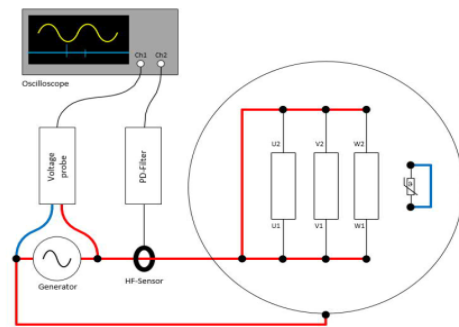 Ch1 Ch2
Oscilloscope
Voltage
probe
PD-Filter
Generator
HF-Sensor
U2 V2 W2
U1 V1 W1